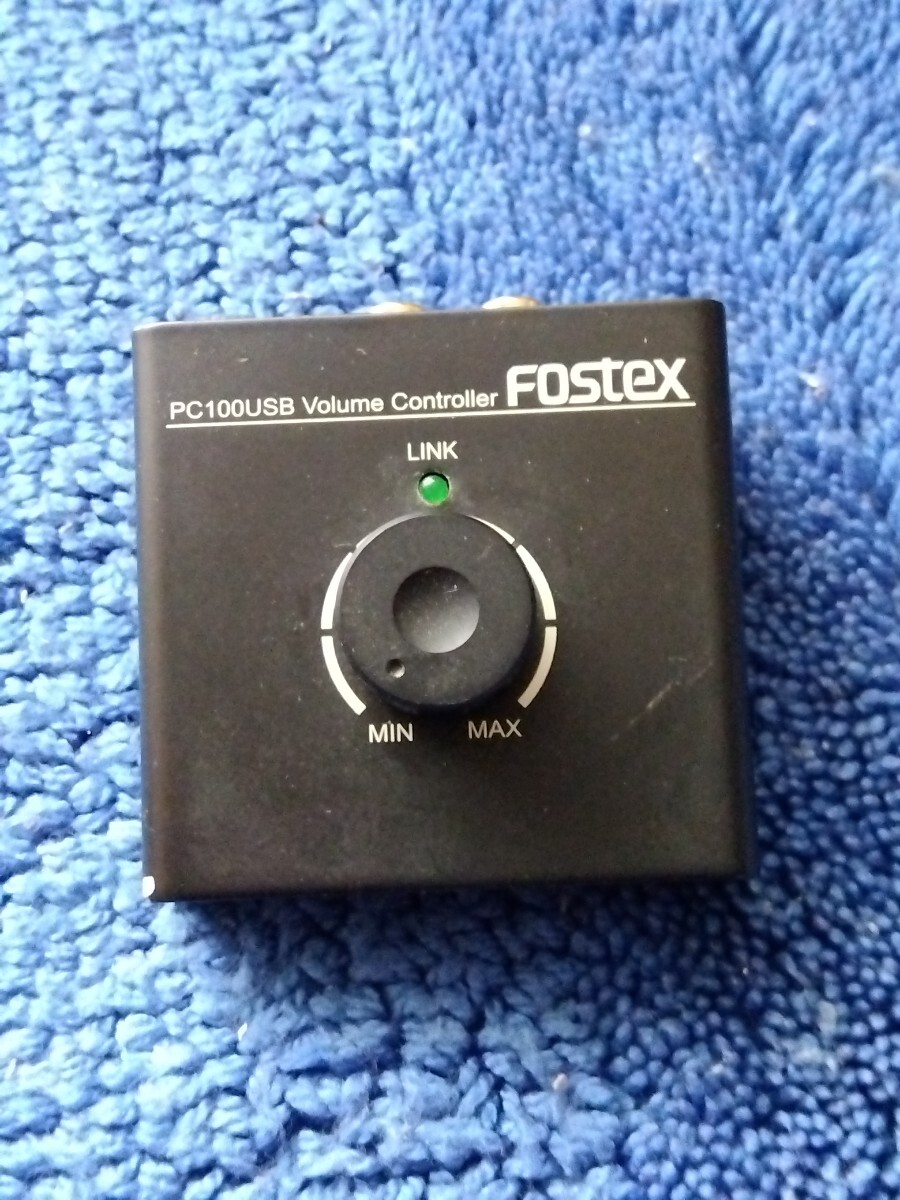 PC100USB Volume Controller Fostex
LINK
MIN MAX